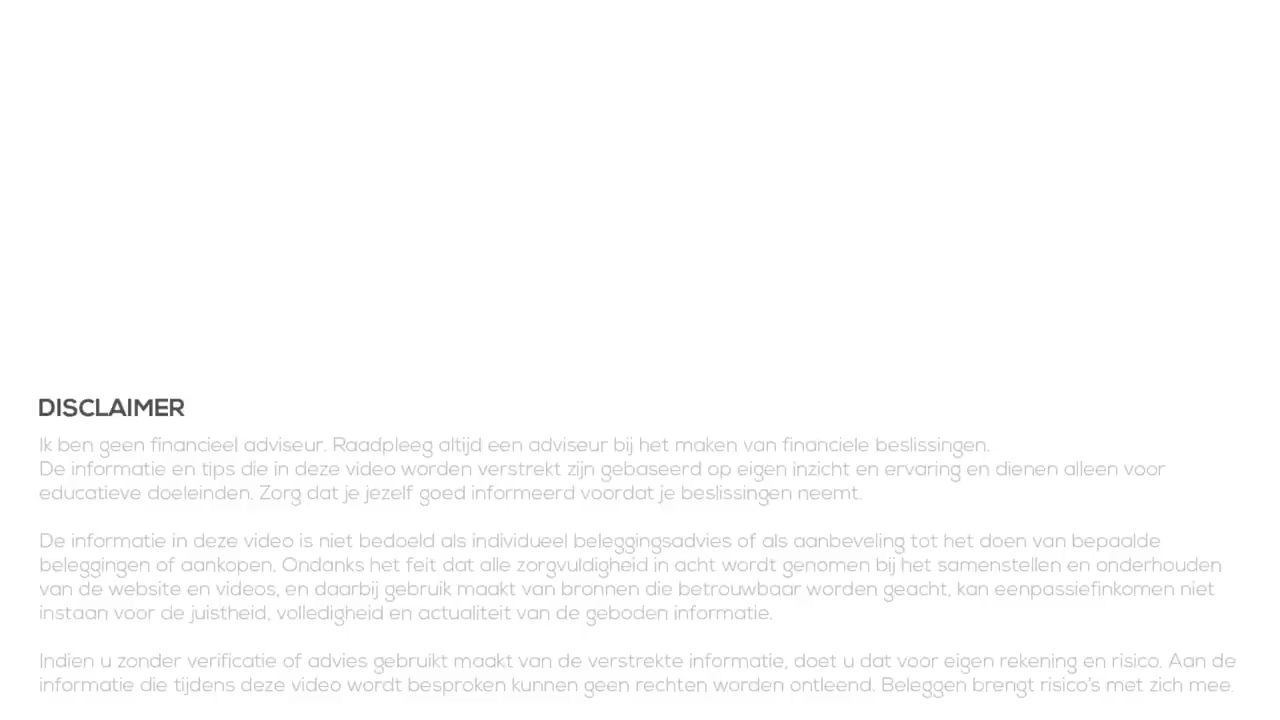 DISCLAIMER
Ik ben geen financieel adviseur. Raadpleeg altijd een adviseur bij het maken van financiele beslissingen.
De informatie en tips die in deze video worden verstrekt zijn gebaseerd op eigen inzicht en ervaring en dienen alleen voor
educatieve doeleinden. Zorg dat je jezelf goed informeerd voordat je beslissingen neemt.
De informatie in deze video is niet bedoeld als individueel beleggingsadvies of als aanbeveling tot het doen van bepaalde
beleggingen of aankopen. Ondanks het feit dat alle zorgvuldigheid in acht wordt genomen bij het samenstellen en onderhouden
van de website en videos, en daarbij gebruik maakt van bronnen die betrouwbaar worden geacht, kan eenpassiefinkomen niet
instaan voor de juistheid, volledigheid en actualiteit van de geboden informatie.
Indien u zonder verificatie of advies gebruikt maakt van de verstrekte informatie, doet u dat voor eigen rekening en risico. Aan de
informatie die tijdens deze video wordt besproken kunnen geen rechten worden ontleend. Beleggen brengt risico's met zich mee.